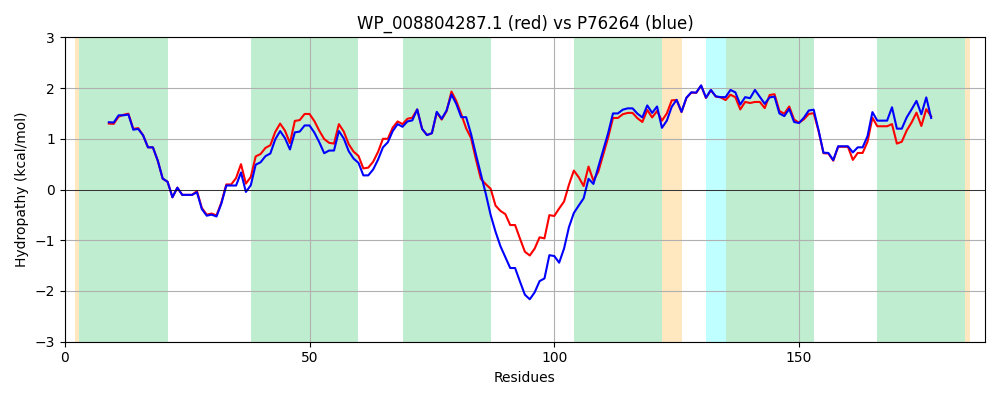 WP_008804287.1 (red) vs P76264 (blue)
Hydropathy (kcal/mol)
3
2
1
0
−1
−2
−3
0 50 100 150
Residues